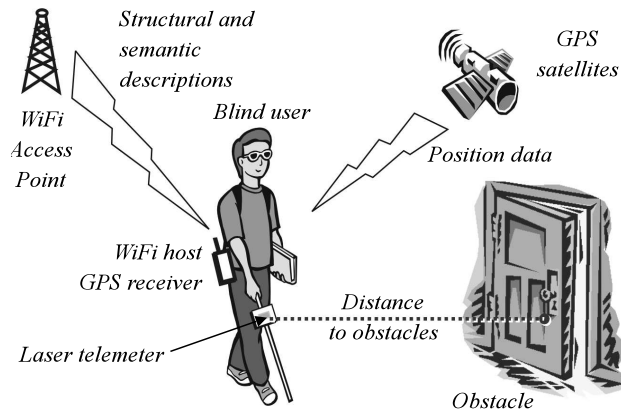 Structural and
semantic
descriptions
GPS
satellites
WiFi
Access
Point
Blind user
Position data
WiFi host
GPS receiver
Distance
to obstacles
Laser telemeter
Obstacle